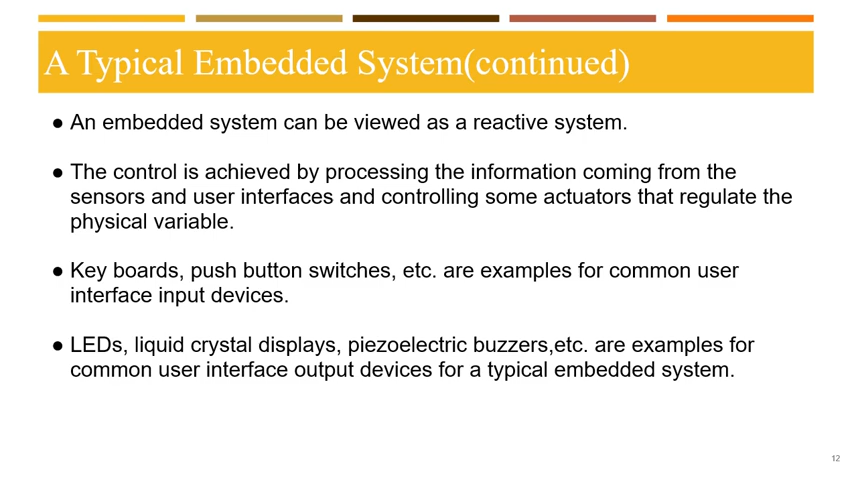 A Typical Embedded System(continued)
● An embedded system can be viewed as a reactive system.
● The control is achieved by processing the information coming from the
sensors and user interfaces and controlling some actuators that regulate the
physical variable.
● Key boards, push button switches, etc. are examples for common user
interface input devices.
● LEDs, liquid crystal displays, piezoelectric buzzers,etc. are examples for
common user interface output devices for a typical embedded system.
12